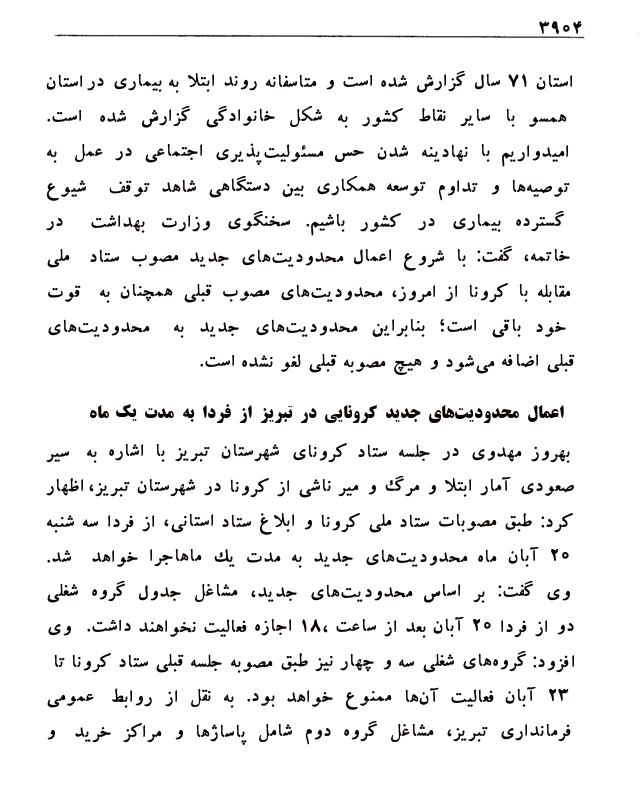 ۳۹۰۴
استان ۷۱ سال گزارش شده است و متاسفانه روند ابتلا به بیماری در استان
همسو با سایر نقاط کشور به شکل خانوادگی گزارش شده است.
امیدواریم با نهادینه شدن حس مسئولیت‌پذیری اجتماعی در عمل به
توصیه‌ها و تداوم توسعه همکاری بین دستگاهی شاهد توقف شیوع
گسترده بیماری در کشور باشیم. سخنگوی وزارت بهداشت در
خاتمه، گفت: با شروع اعمال محدودیت‌های جدید مصوب ستاد ملی
مقابله با کرونا از امروز، محدودیت‌های مصوب قبلی همچنان به قوت
خود باقی است؛ بنابراین محدودیت‌های جدید به محدودیت‌های
قبلی اضافه می‌شود و هیچ مصوبه قبلی لغو نشده است.
اعمال محدودیت‌های جدید کرونایی در تبریز از فردا به مدت یک ماه
بهروز مهدوی در جلسه ستاد کرونای شهرستان تبریز با اشاره به سیر
صعودی آمار ابتلا و مرگ و میر ناشی از کرونا در شهرستان تبریز، اظهار
کرد: طبق مصوبات ستاد ملی کرونا و ابلاغ ستاد استانی، از فردا سه شنبه
۲۰ آبان ماه محدودیت‌های جدید به مدت یک ماهاجرا خواهد شد.
وی گفت: بر اساس محدودیت‌های جدید، مشاغل جدول گروه شغلی
دو از فردا ۲۰ آبان بعد از ساعت ۱۸، اجازه فعالیت نخواهند داشت. وی
افزود: گروه‌های شغلی سه و چهار نیز طبق مصوبه جلسه قبلی ستاد کرونا تا
۲۳ آبان فعالیت آن‌ها ممنوع خواهد بود. به نقل از روابط عمومی
فرمانداری تبریز، مشاغل گروه دوم شامل پاساژها و مراکز خرید و